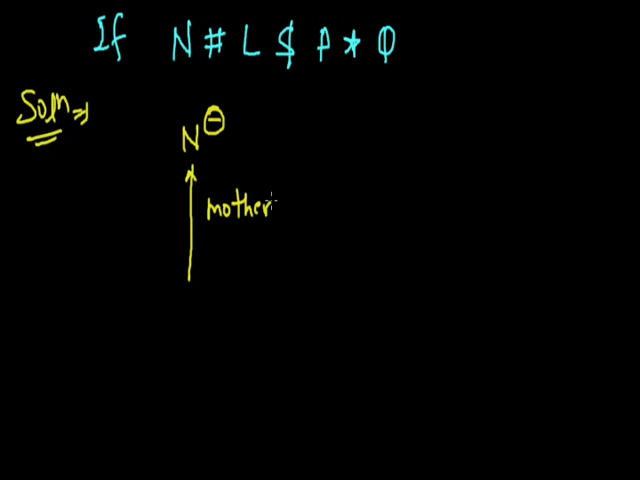 If N # L $ P * Q
Soln ⇒
N ⊖
mother